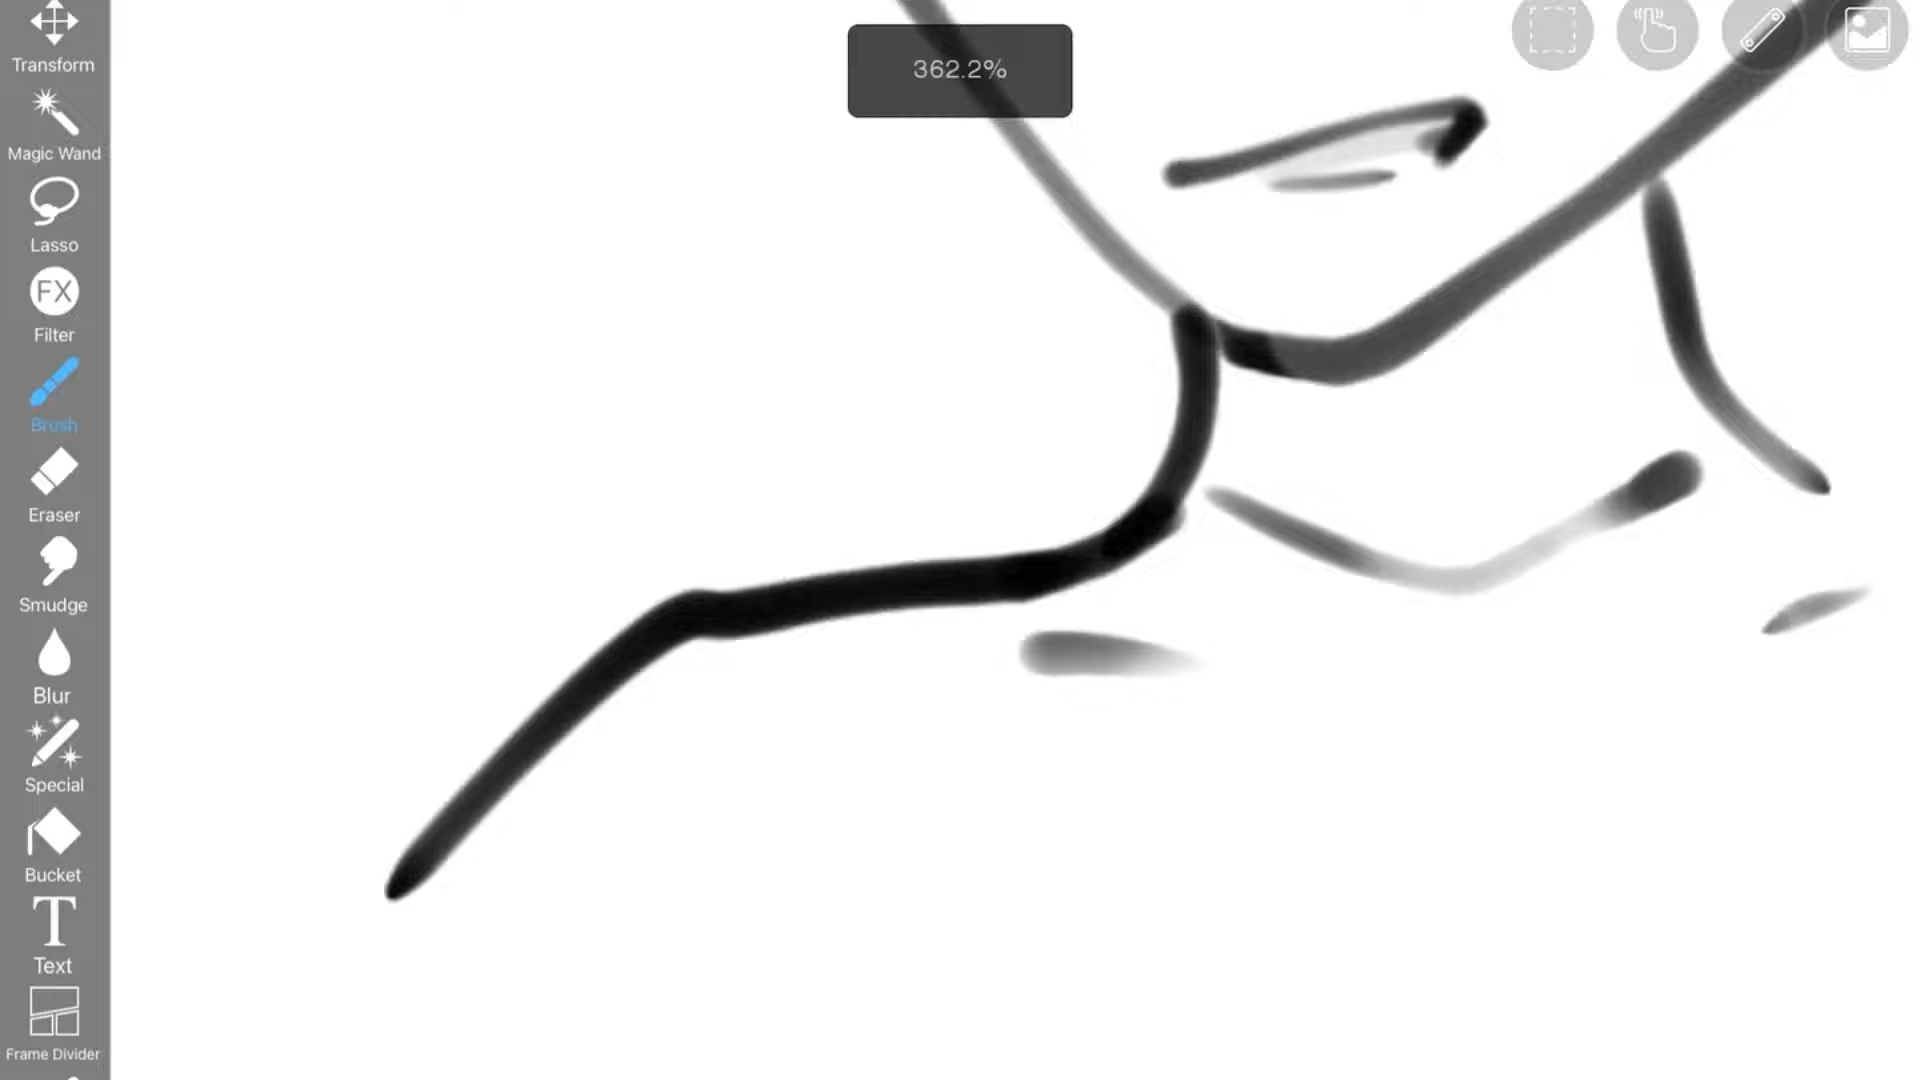 362.2%
Transform
Magic Wand
Lasso
FX
Filter
Brush
Eraser
Smudge
Blur
Special
Bucket
T
Text
Frame Divider